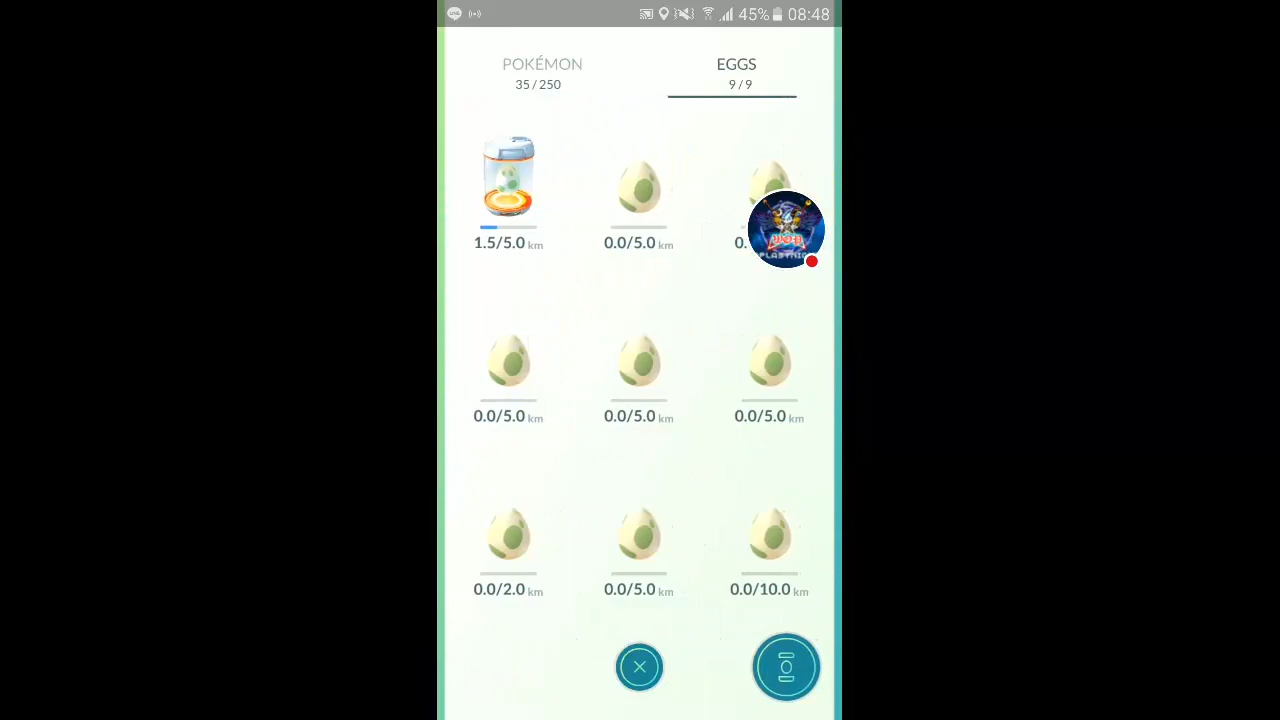 LINE
45% 08:48
POKÉMON EGGS
35/250 9/9
1.5/5.0 km 0.0/5.0 km 0.
0.0/5.0 km 0.0/5.0 km 0.0/5.0 km
0.0/2.0 km 0.0/5.0 km 0.0/10.0 km